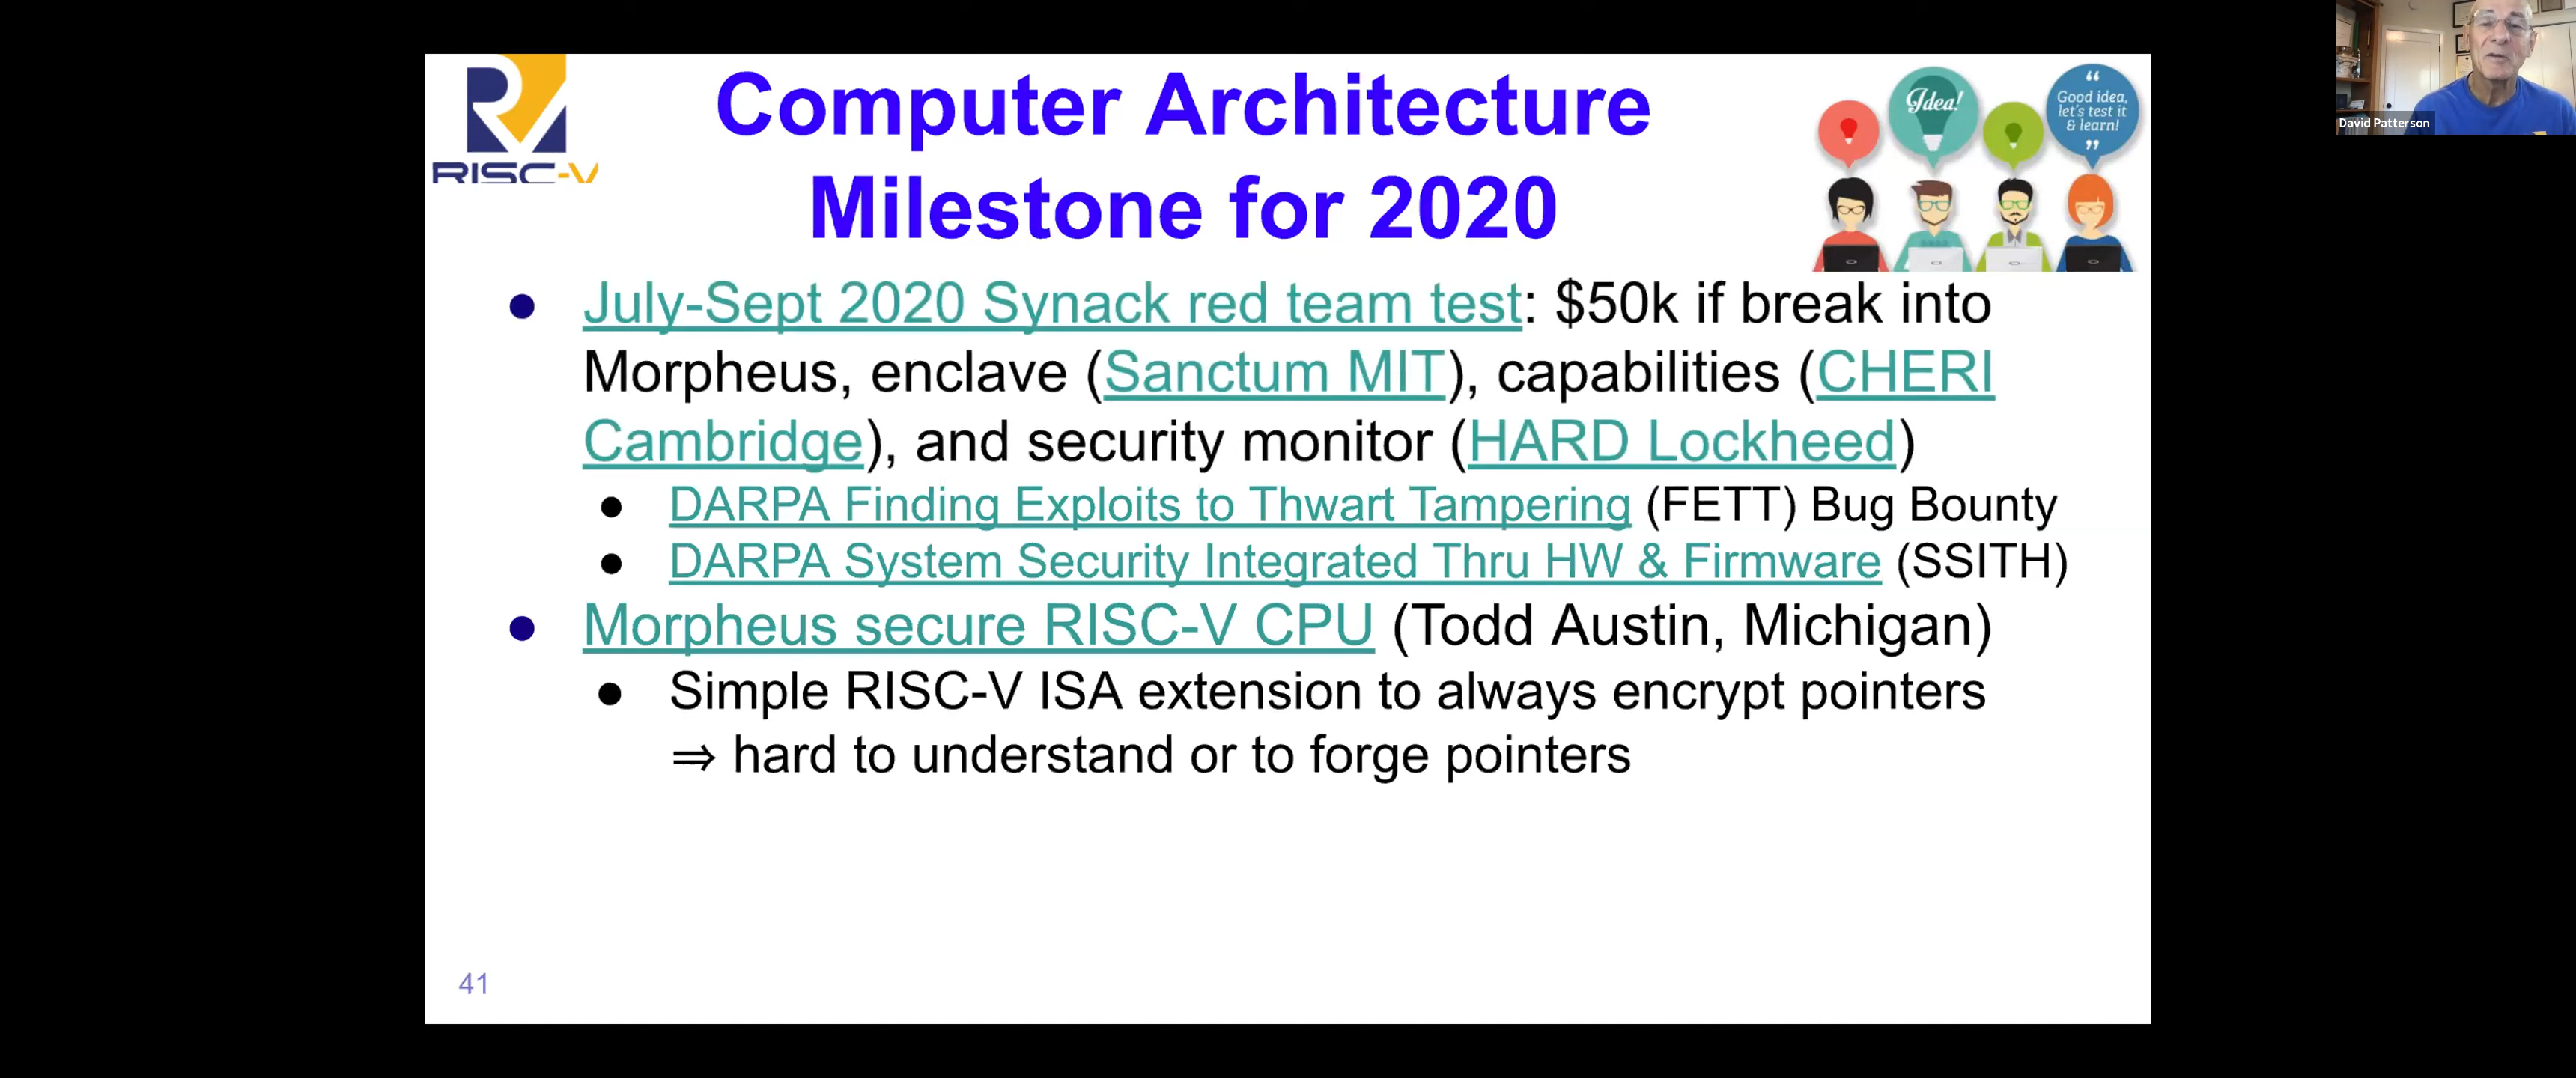 RISC-V
Computer Architecture
Milestone for 2020
Idea!
“
Good idea,
let's test it
& learn!
”
David Patterson
● July-Sept 2020 Synack red team test: $50k if break into
Morpheus, enclave (Sanctum MIT), capabilities (CHERI
Cambridge), and security monitor (HARD Lockheed)
● DARPA Finding Exploits to Thwart Tampering (FETT) Bug Bounty
● DARPA System Security Integrated Thru HW & Firmware (SSITH)
● Morpheus secure RISC-V CPU (Todd Austin, Michigan)
● Simple RISC-V ISA extension to always encrypt pointers
⇒ hard to understand or to forge pointers
41